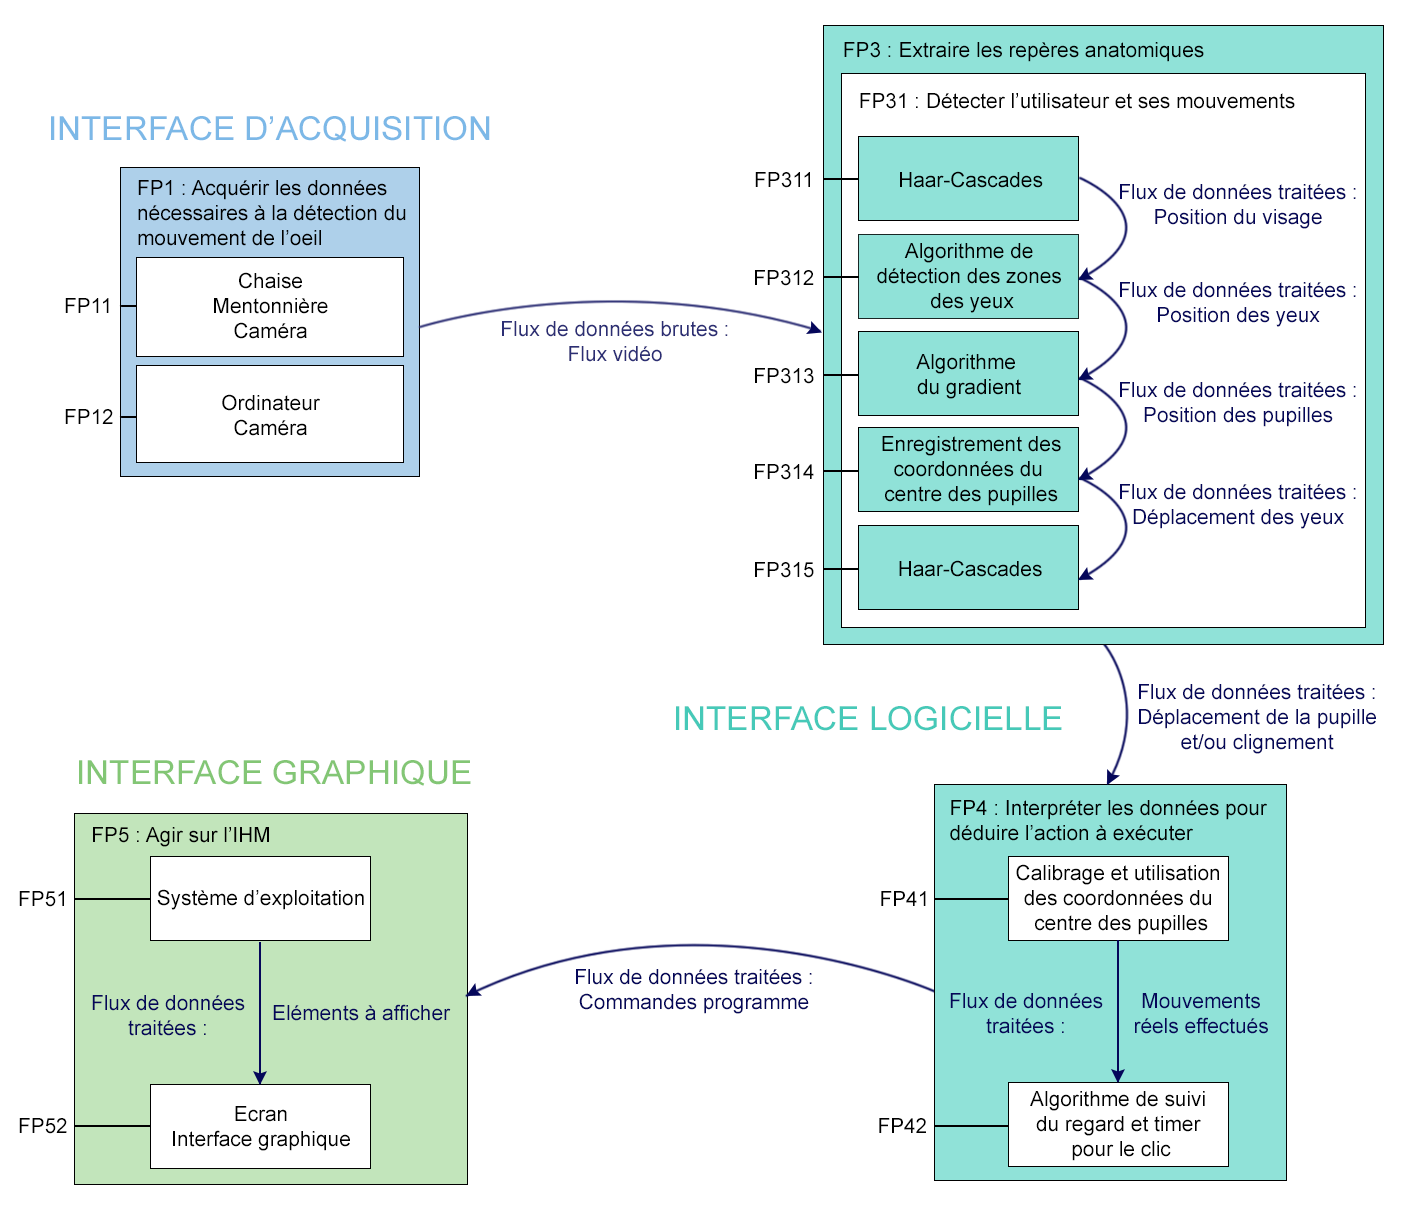 INTERFACE D’ACQUISITION
FP1 : Acquérir les données
nécessaires à la détection du
mouvement de l’oeil
FP11
Chaise
Mentonnière
Caméra
FP12
Ordinateur
Caméra
Flux de données brutes :
Flux vidéo
FP3 : Extraire les repères anatomiques
FP31 : Détecter l’utilisateur et ses mouvements
FP311
Haar-Cascades
Flux de données traitées :
Position du visage
FP312
Algorithme de
détection des zones
des yeux
Flux de données traitées :
Position des yeux
FP313
Algorithme
du gradient
Flux de données traitées :
Position des pupilles
FP314
Enregistrement des
coordonnées du
centre des pupilles
Flux de données traitées :
Déplacement des yeux
FP315
Haar-Cascades
Flux de données traitées :
Déplacement de la pupille
et/ou clignement
INTERFACE LOGICIELLE
FP4 : Interpréter les données pour
déduire l’action à exécuter
FP41
Calibrage et utilisation
des coordonnées du
centre des pupilles
Flux de données
traitées :
Mouvements
réels effectués
FP42
Algorithme de suivi
du regard et timer
pour le clic
Flux de données traitées :
Commandes programme
INTERFACE GRAPHIQUE
FP5 : Agir sur l’IHM
FP51
Système d’exploitation
Flux de données
traitées :
Eléments à afficher
FP52
Ecran
Interface graphique